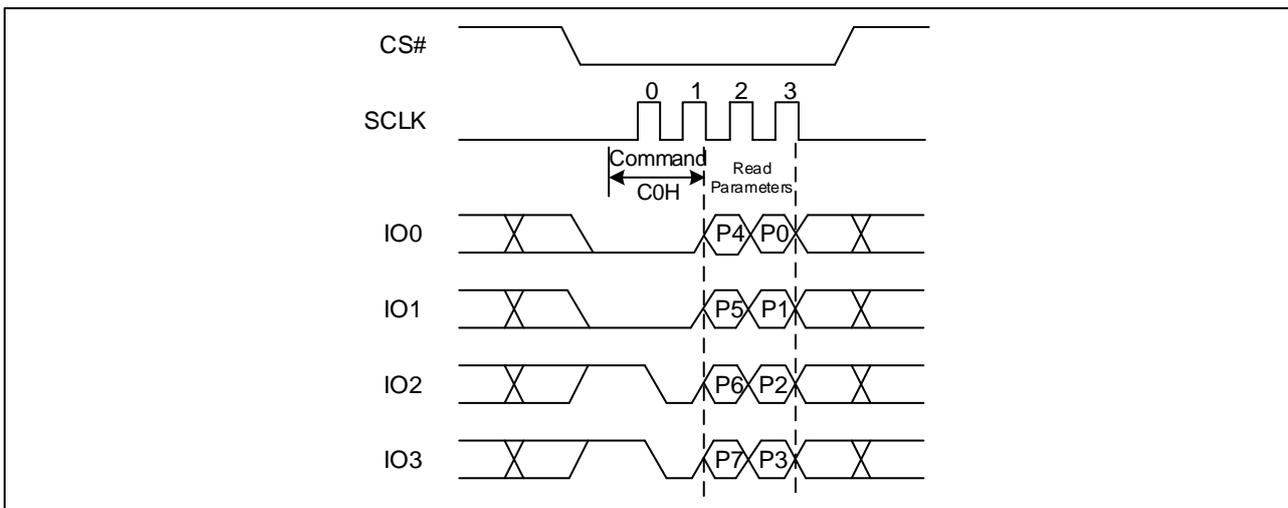 CS#
0 1 2 3
SCLK
Command
C0H
Read
Parameters
IO0 P4 P0
IO1 P5 P1
IO2 P6 P2
IO3 P7 P3